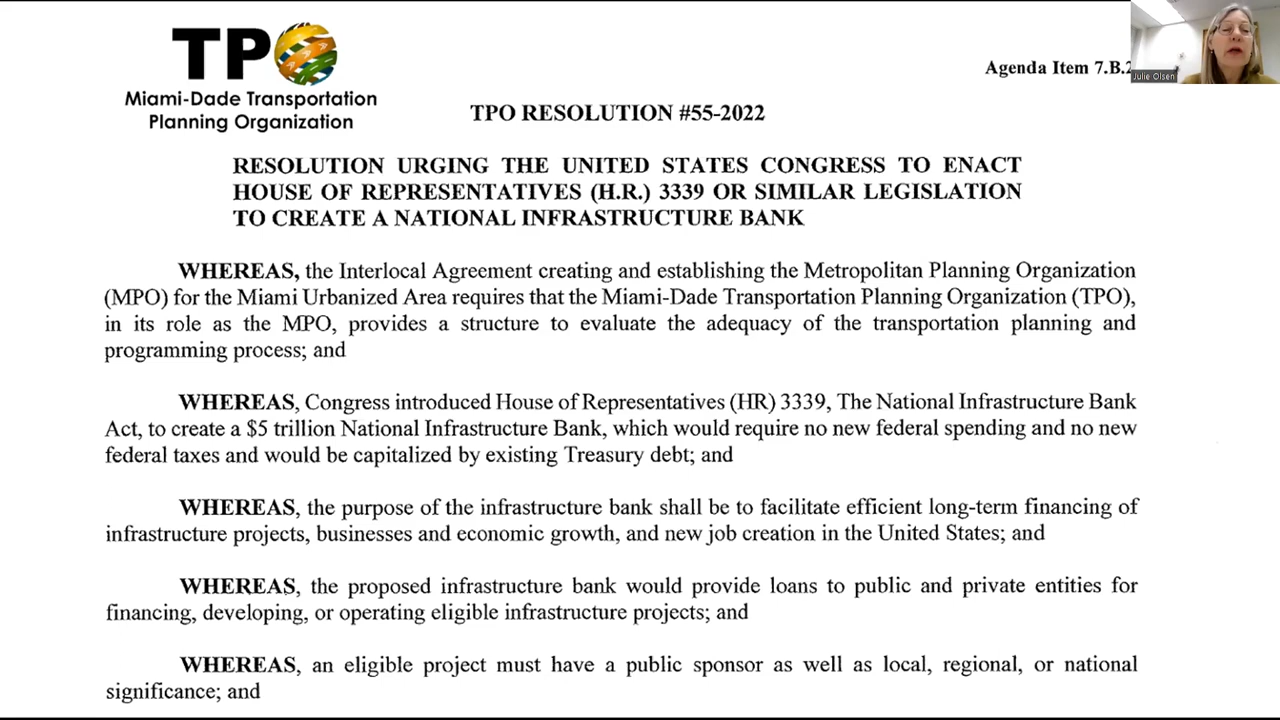 TPO
Miami-Dade Transportation
Planning Organization
Agenda Item 7.B.2
Julie Olsen
TPO RESOLUTION #55-2022
RESOLUTION URGING THE UNITED STATES CONGRESS TO ENACT
HOUSE OF REPRESENTATIVES (H.R.) 3339 OR SIMILAR LEGISLATION
TO CREATE A NATIONAL INFRASTRUCTURE BANK
WHEREAS, the Interlocal Agreement creating and establishing the Metropolitan Planning Organization
(MPO) for the Miami Urbanized Area requires that the Miami-Dade Transportation Planning Organization (TPO),
in its role as the MPO, provides a structure to evaluate the adequacy of the transportation planning and
programming process; and
WHEREAS, Congress introduced House of Representatives (HR) 3339, The National Infrastructure Bank
Act, to create a $5 trillion National Infrastructure Bank, which would require no new federal spending and no new
federal taxes and would be capitalized by existing Treasury debt; and
WHEREAS, the purpose of the infrastructure bank shall be to facilitate efficient long-term financing of
infrastructure projects, businesses and economic growth, and new job creation in the United States; and
WHEREAS, the proposed infrastructure bank would provide loans to public and private entities for
financing, developing, or operating eligible infrastructure projects; and
WHEREAS, an eligible project must have a public sponsor as well as local, regional, or national
significance; and